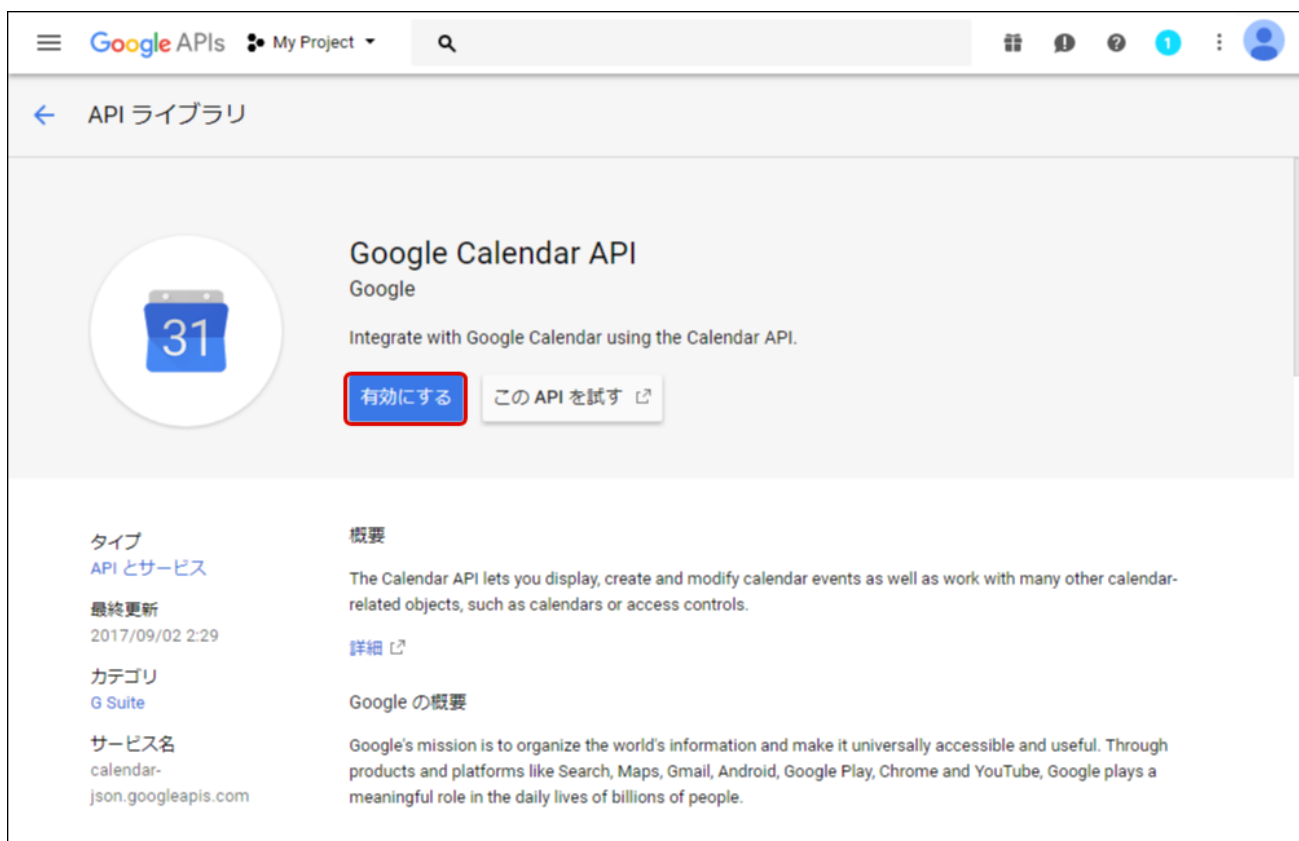 Google APIs My Project 1
API ライブラリ
31
Google Calendar API
Google
Integrate with Google Calendar using the Calendar API.
有効にする このAPIを試す
タイプ
APIとサービス
最終更新
2017/09/02 2:29
カテゴリ
G Suite
サービス名
calendar-
json.googleapis.com
概要
The Calendar API lets you display, create and modify calendar events as well as work with many other calendar-
related objects, such as calendars or access controls.
詳細
Google の概要
Google's mission is to organize the world's information and make it universally accessible and useful. Through
products and platforms like Search, Maps, Gmail, Android, Google Play, Chrome and YouTube, Google plays a
meaningful role in the daily lives of billions of people.